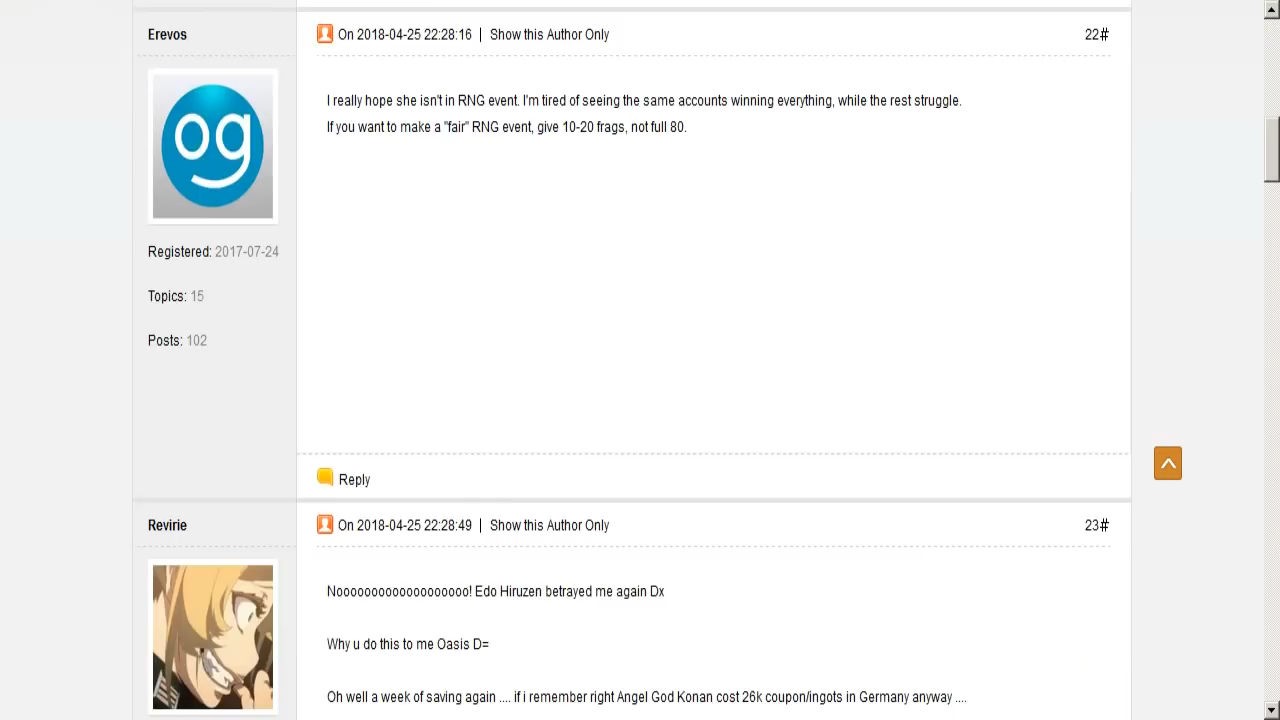 Erevos
On 2018-04-25 22:28:16 | Show this Author Only
22#
og
I really hope she isn't in RNG event. I'm tired of seeing the same accounts winning everything, while the rest struggle.
If you want to make a "fair" RNG event, give 10-20 frags, not full 80.
Registered: 2017-07-24
Topics: 15
Posts: 102
Reply
Revirie
On 2018-04-25 22:28:49 | Show this Author Only
23#
Nooooooooooooooooooo! Edo Hiruzen betrayed me again Dx
Why u do this to me Oasis D=
Oh well a week of saving again .... if i remember right Angel God Konan cost 26k coupon/ingots in Germany anyway ....